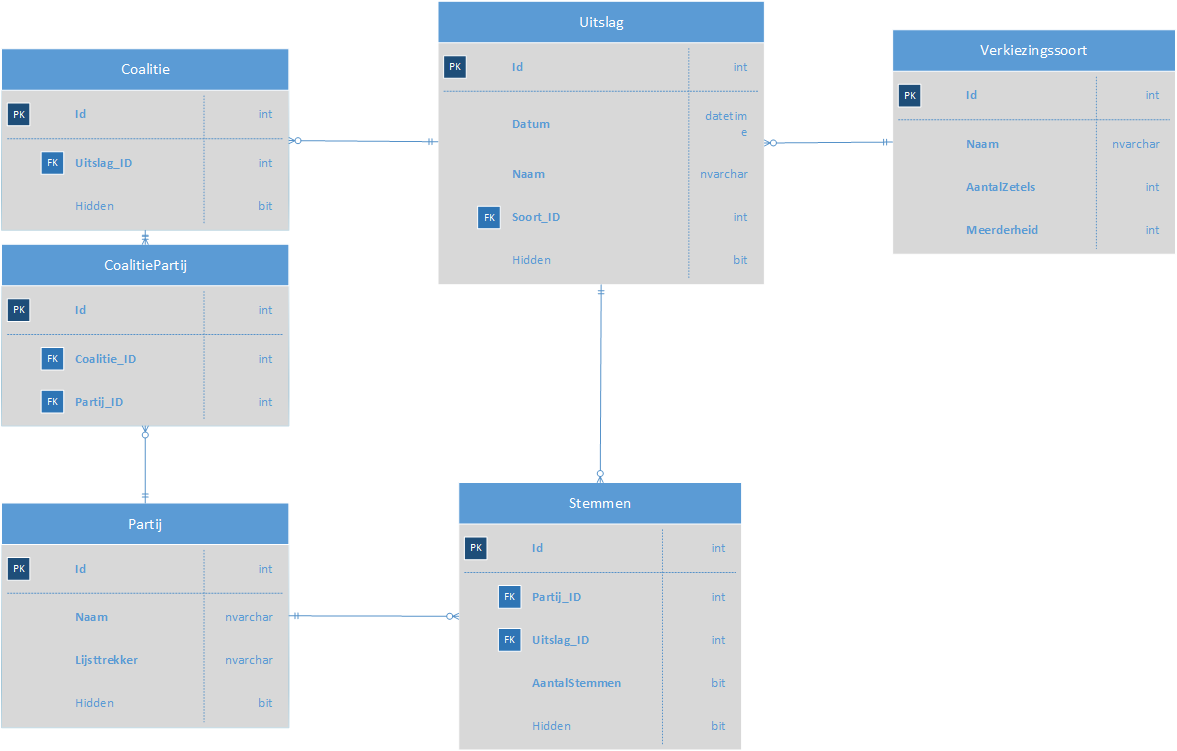 Coalitie
PK Id int
FK Uitslag_ID int
Hidden bit
CoalitiePartij
PK Id int
FK Coalitie_ID int
FK Partij_ID int
Partij
PK Id int
Naam nvarchar
Lijsttrekker nvarchar
Hidden bit
Uitslag
PK Id int
Datum datetim
e
Naam nvarchar
FK Soort_ID int
Hidden bit
Stemmen
PK Id int
FK Partij_ID int
FK Uitslag_ID int
AantalStemmen bit
Hidden bit
Verkiezingssoort
PK Id int
Naam nvarchar
AantalZetels int
Meerderheid int